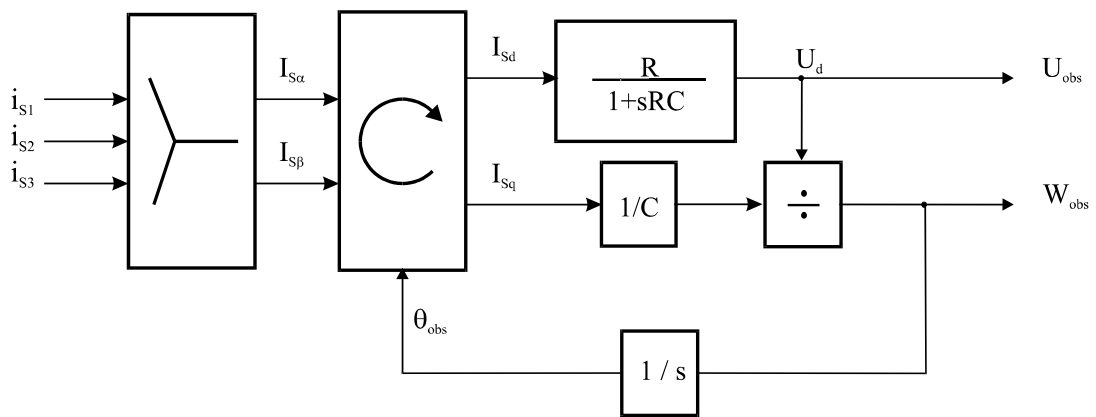 i_S1
i_S2
i_S3
I_Sα
I_Sβ
I_Sd
I_Sq
R
1+sRC
U_d
U_obs
1/C
÷
W_obs
θ_obs
1 / s